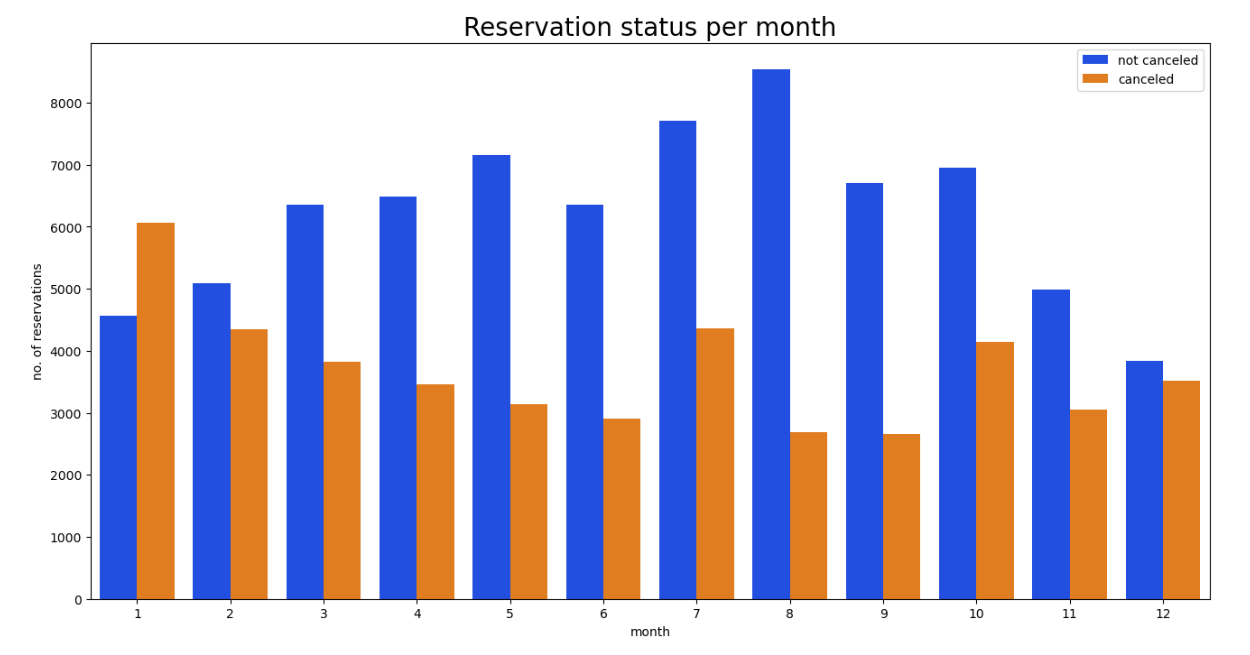 Reservation status per month
not canceled
canceled
no. of reservations
8000
7000
6000
5000
4000
3000
2000
1000
0
1 2 3 4 5 6 7 8 9 10 11 12
month